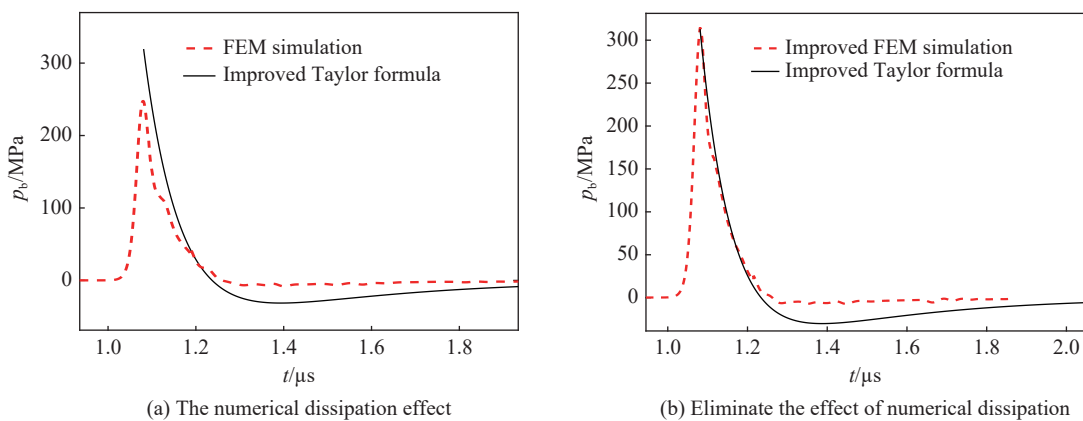 FEM simulation
Improved Taylor formula
300
200
100
0
p_b/MPa
1.0
1.2
1.4
1.6
1.8
t/μs
(a) The numerical dissipation effect
Improved FEM simulation
Improved Taylor formula
300
250
200
150
100
50
0
p_b/MPa
1.0
1.2
1.4
1.6
1.8
2.0
t/μs
(b) Eliminate the effect of numerical dissipation